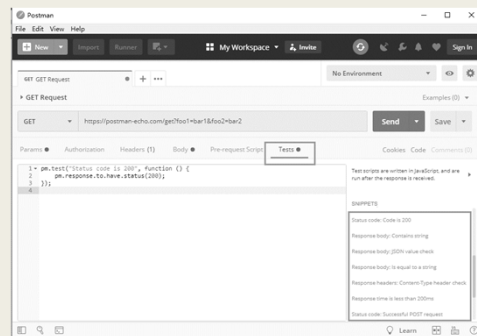 Postman
File Edit View Help
New Import Runner My Workspace Invite Sign In
GET GET Request No Environment
GET Request Examples (0)
GET https://postman-echo.com/get?foo1=bar1&foo2=bar2 Send Save
Params Authorization Headers (1) Body Pre-request Script Tests Cookies Code Comments (0)
1 pm.test("Status code is 200", function () {
2 pm.response.to.have.status(200);
3 });
4
Test scripts are written in JavaScript, and are
run after the response is received.
SNIPPETS
Status code: Code is 200
Response body: Contains string
Response body: JSON value check
Response body: Is equal to a string
Response headers: Content-Type header check
Response time is less than 200ms
Status code: Successful POST request
Learn